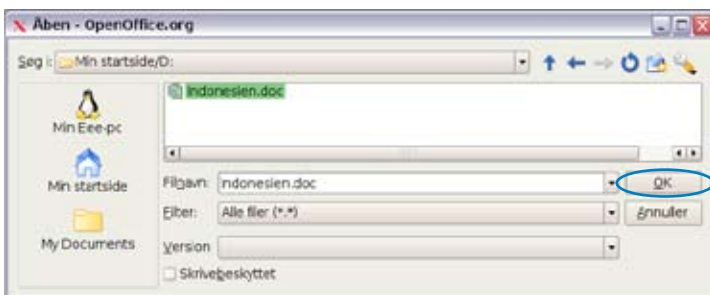 Åben - OpenOffice.org
Søg i: Min startside/D:
Indonesien.doc
Min Eee-pc
Min startside
My Documents
Filnavn: Indonesien.doc
OK
Filter: Alle filer (*.*)
Annuller
Version
Skrivebeskyttet